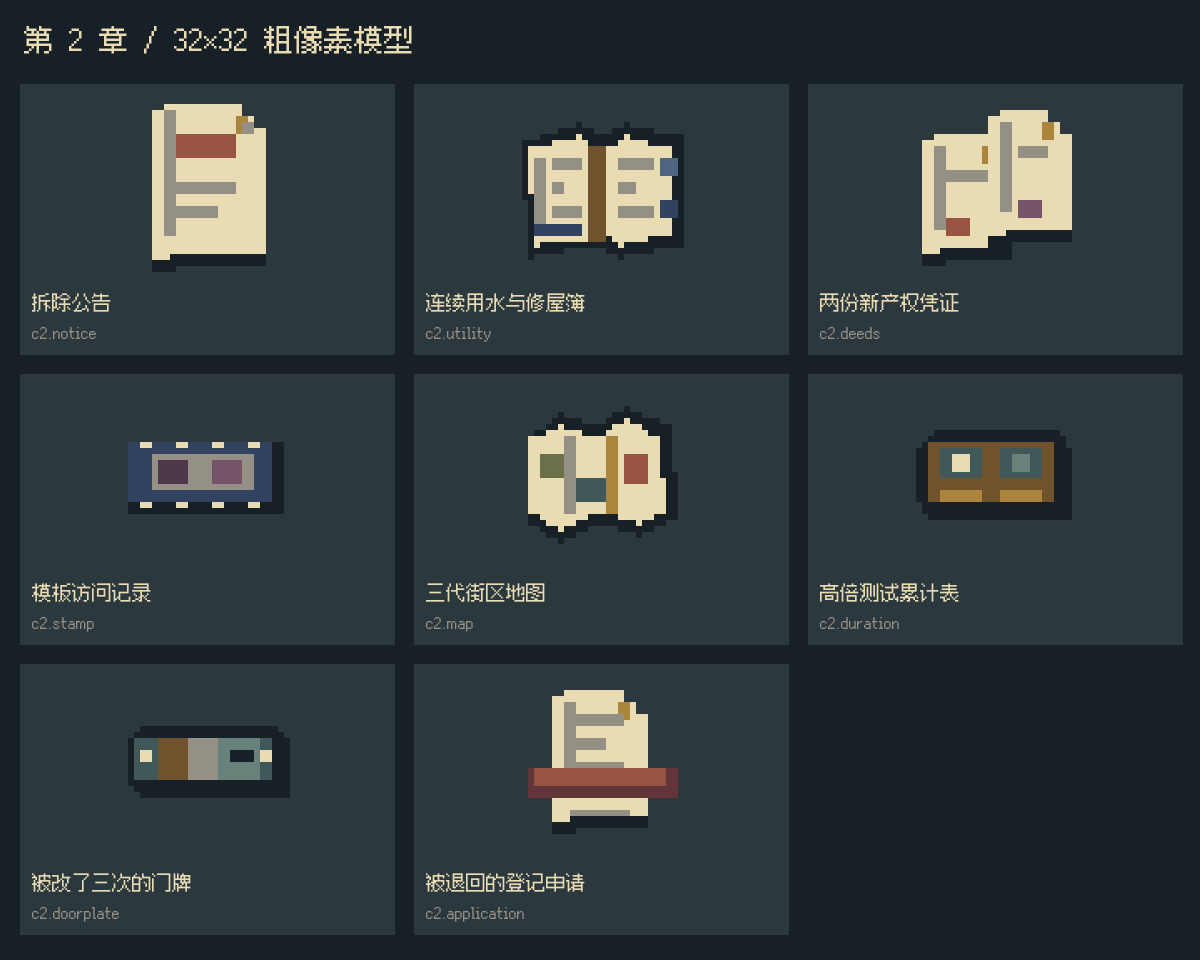 第 2 章 / 32×32 粗像素模型
拆除公告
c2.notice
连续用水与修屋簿
c2.utility
两份新产权凭证
c2.deeds
模板访问记录
c2.stamp
三代街区地图
c2.map
高倍测试累计表
c2.duration
被改了三次的门牌
c2.doorplate
被退回的登记申请
c2.application